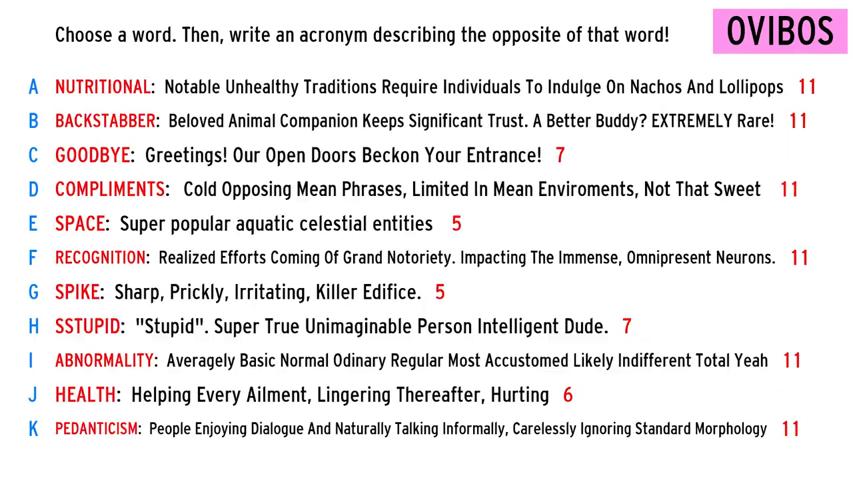 Choose a word. Then, write an acronym describing the opposite of that word!
OVIBOS
A NUTRITIONAL: Notable Unhealthy Traditions Require Individuals To Indulge On Nachos And Lollipops 11
B BACKSTABBER: Beloved Animal Companion Keeps Significant Trust. A Better Buddy? EXTREMELY Rare! 11
C GOODBYE: Greetings! Our Open Doors Beckon Your Entrance! 7
D COMPLIMENTS: Cold Opposing Mean Phrases, Limited In Mean Enviroments, Not That Sweet 11
E SPACE: Super popular aquatic celestial entities 5
F RECOGNITION: Realized Efforts Coming Of Grand Notoriety. Impacting The Immense, Omnipresent Neurons. 11
G SPIKE: Sharp, Prickly, Irritating, Killer Edifice. 5
H SSTUPID: "Stupid". Super True Unimaginable Person Intelligent Dude. 7
I ABNORMALITY: Averagely Basic Normal Odinary Regular Most Accustomed Likely Indifferent Total Yeah 11
J HEALTH: Helping Every Ailment, Lingering Thereafter, Hurting 6
K PEDANTICISM: People Enjoying Dialogue And Naturally Talking Informally, Carelessly Ignoring Standard Morphology 11